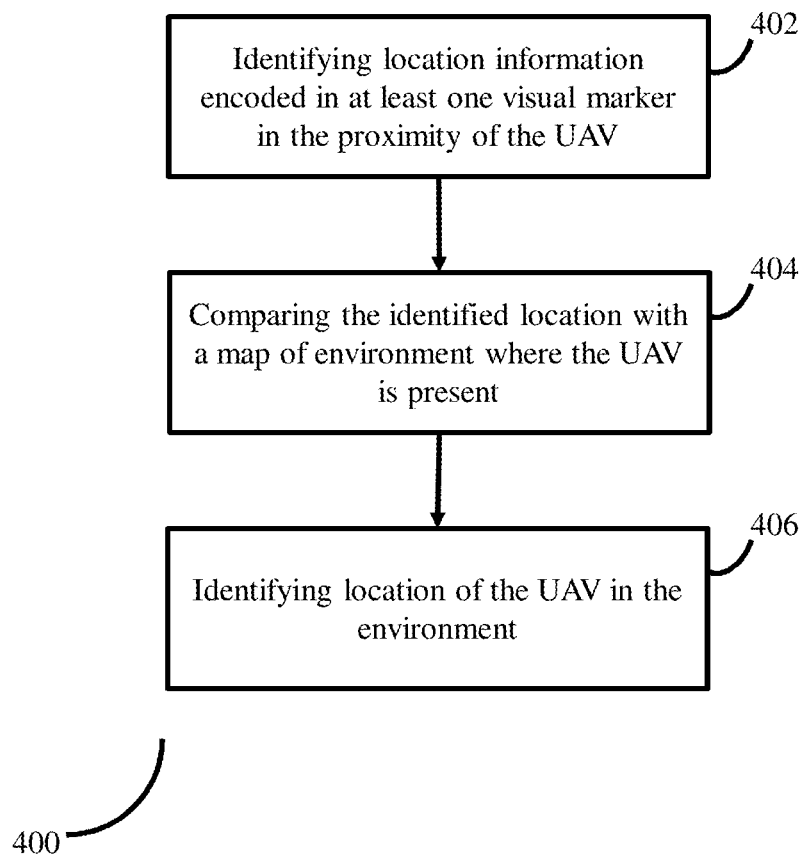 402
Identifying location information
encoded in at least one visual marker
in the proximity of the UAV
404
Comparing the identified location with
a map of environment where the UAV
is present
406
Identifying location of the UAV in the
environment
400